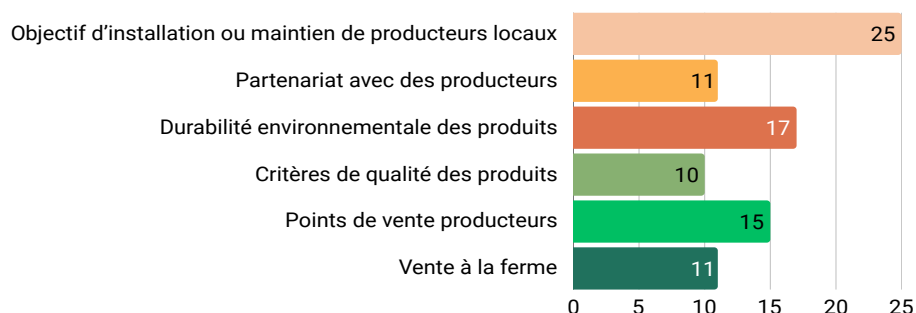 Objectif d’installation ou maintien de producteurs locaux 25
Partenariat avec des producteurs 11
Durabilité environnementale des produits 17
Critères de qualité des produits 10
Points de vente producteurs 15
Vente à la ferme 11
0 5 10 15 20 25